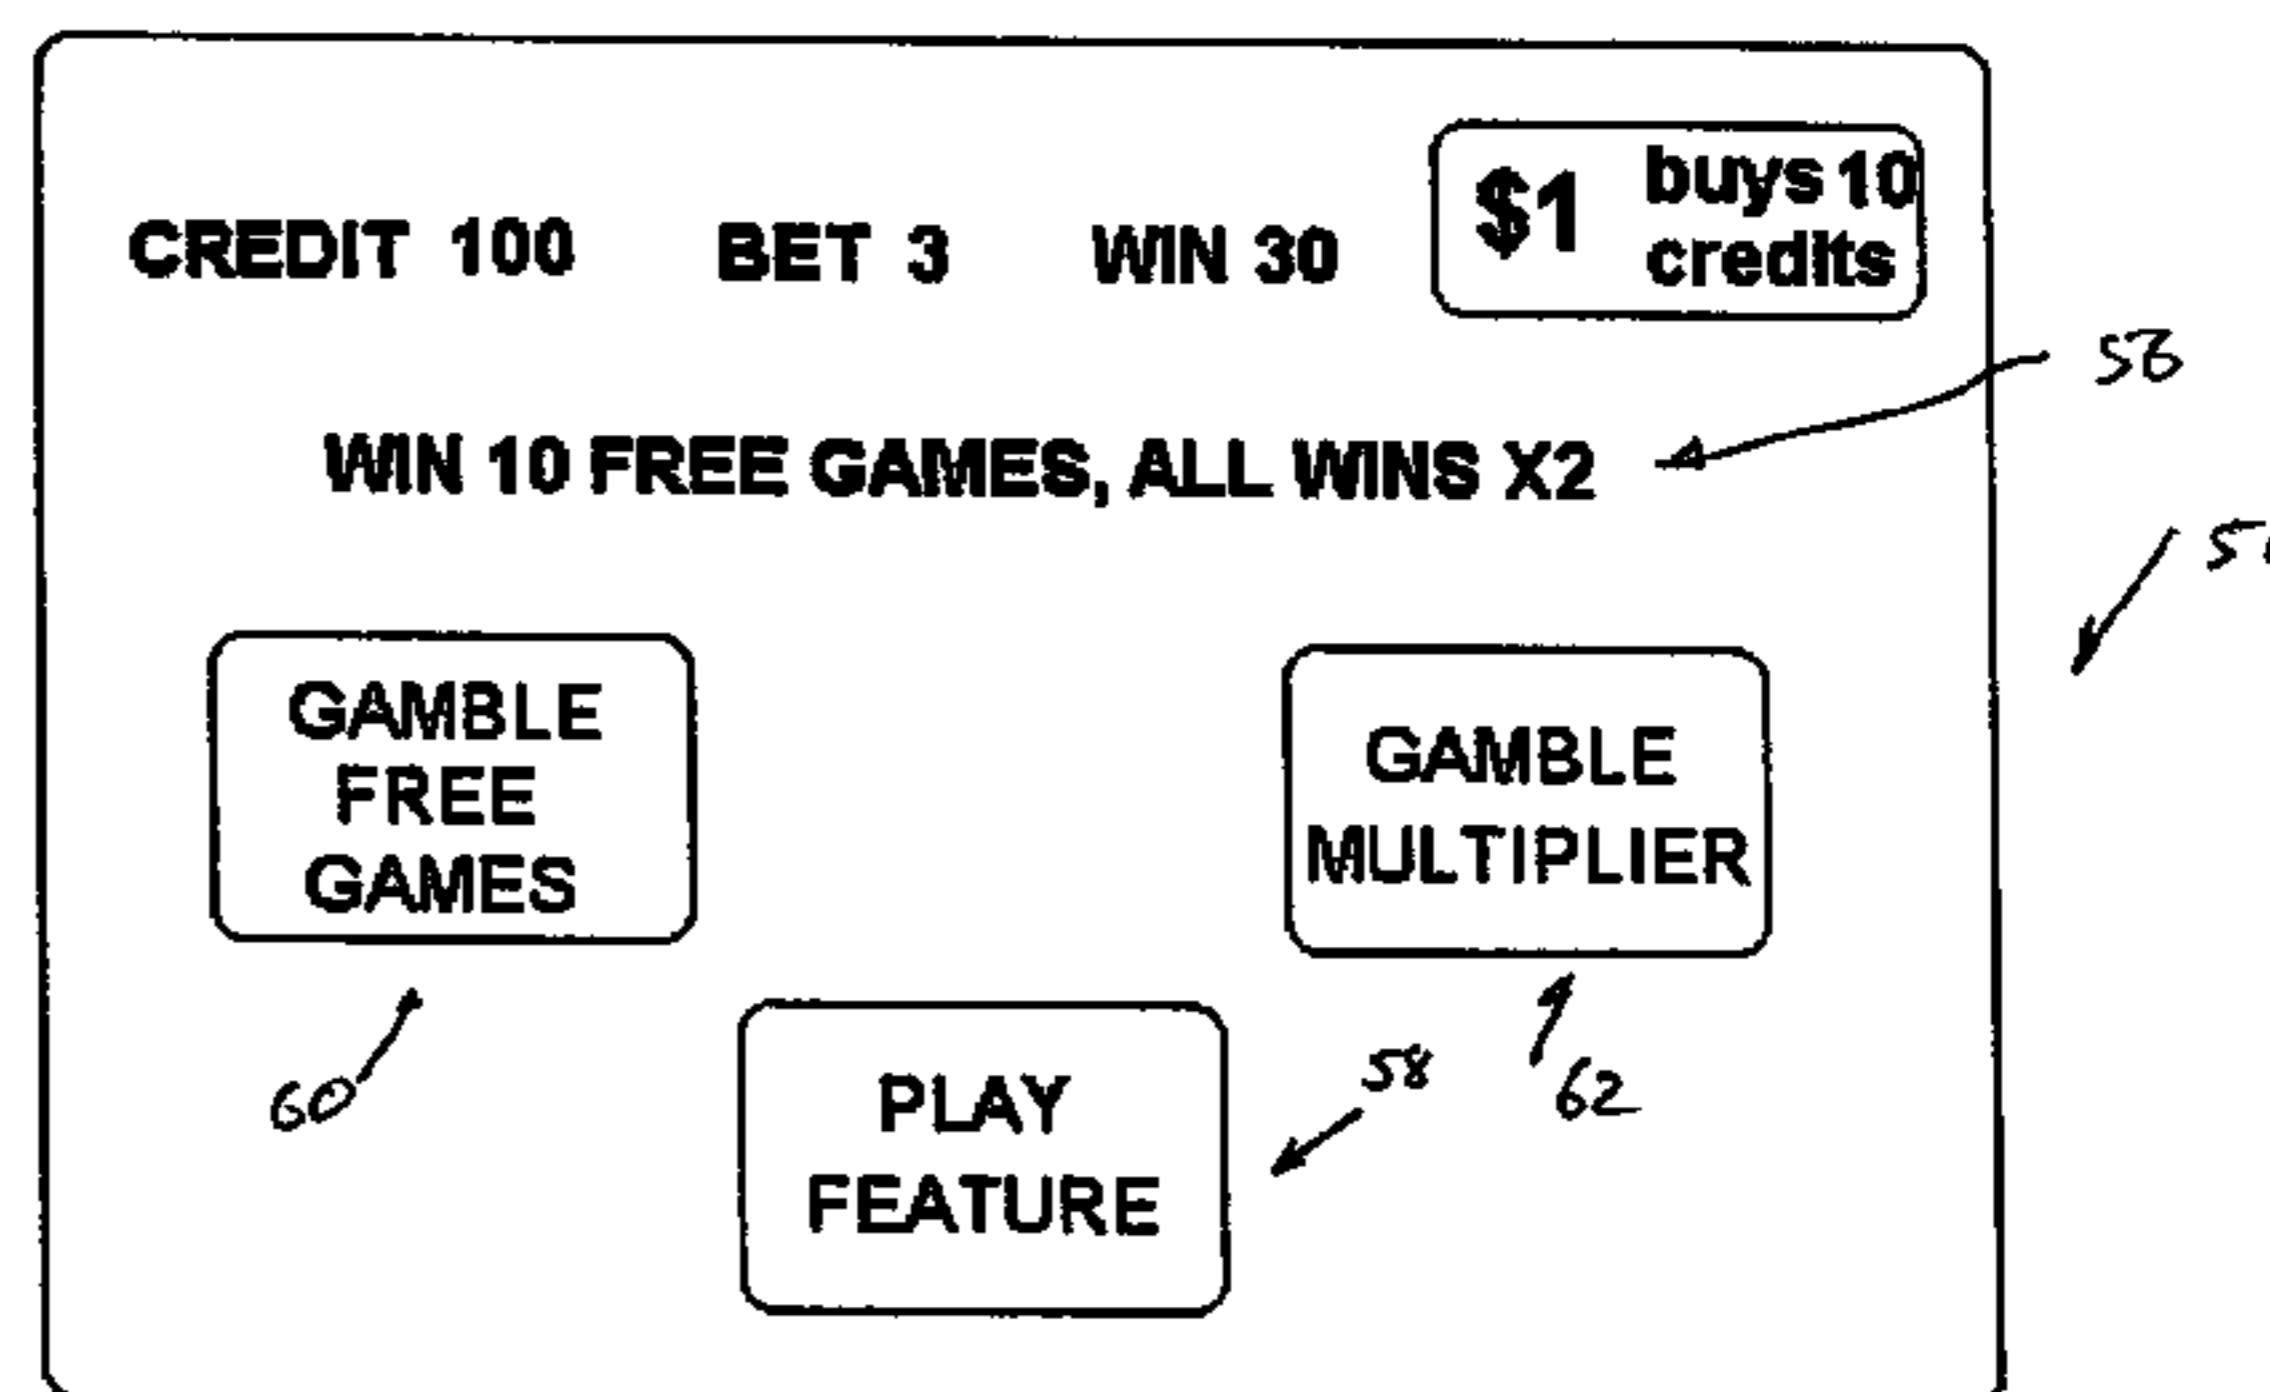 $1 buys 10
credits
CREDIT 100 BET 3 WIN 30
WIN 10 FREE GAMES, ALL WINS X2
GAMBLE
FREE
GAMES
GAMBLE
MULTIPLIER
60
62
58
PLAY
FEATURE